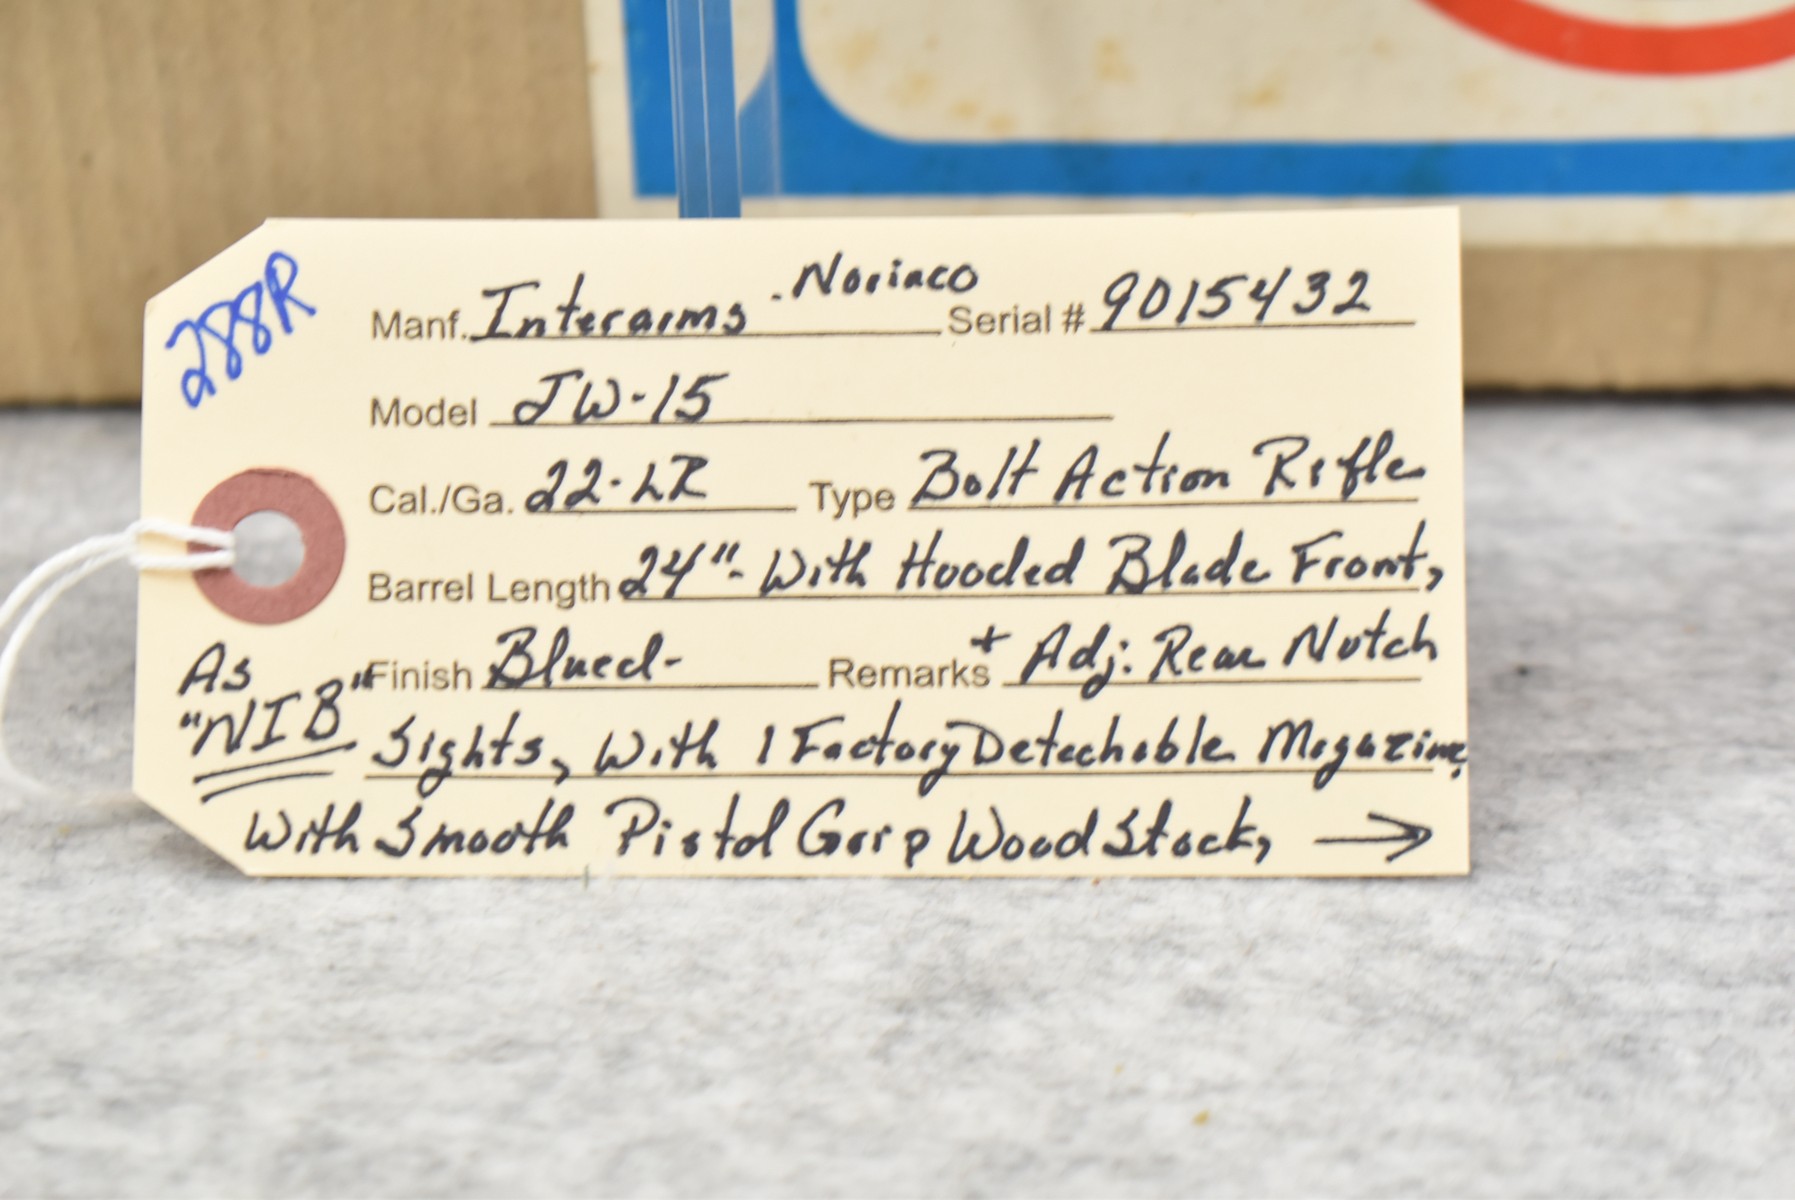 288R
Manf. Interarms - Norinco Serial # 9015432
Model JW-15
Cal./Ga. 22-LR Type Bolt Action Rifle
Barrel Length 24"- With Hooded Blade Front,
Finish Blued- Remarks + Adj. Rear Notch
As
"NIB"
Sights, With 1 Factory Detechable Magazine,
With Smooth Pistol Grip Wood Stock, →